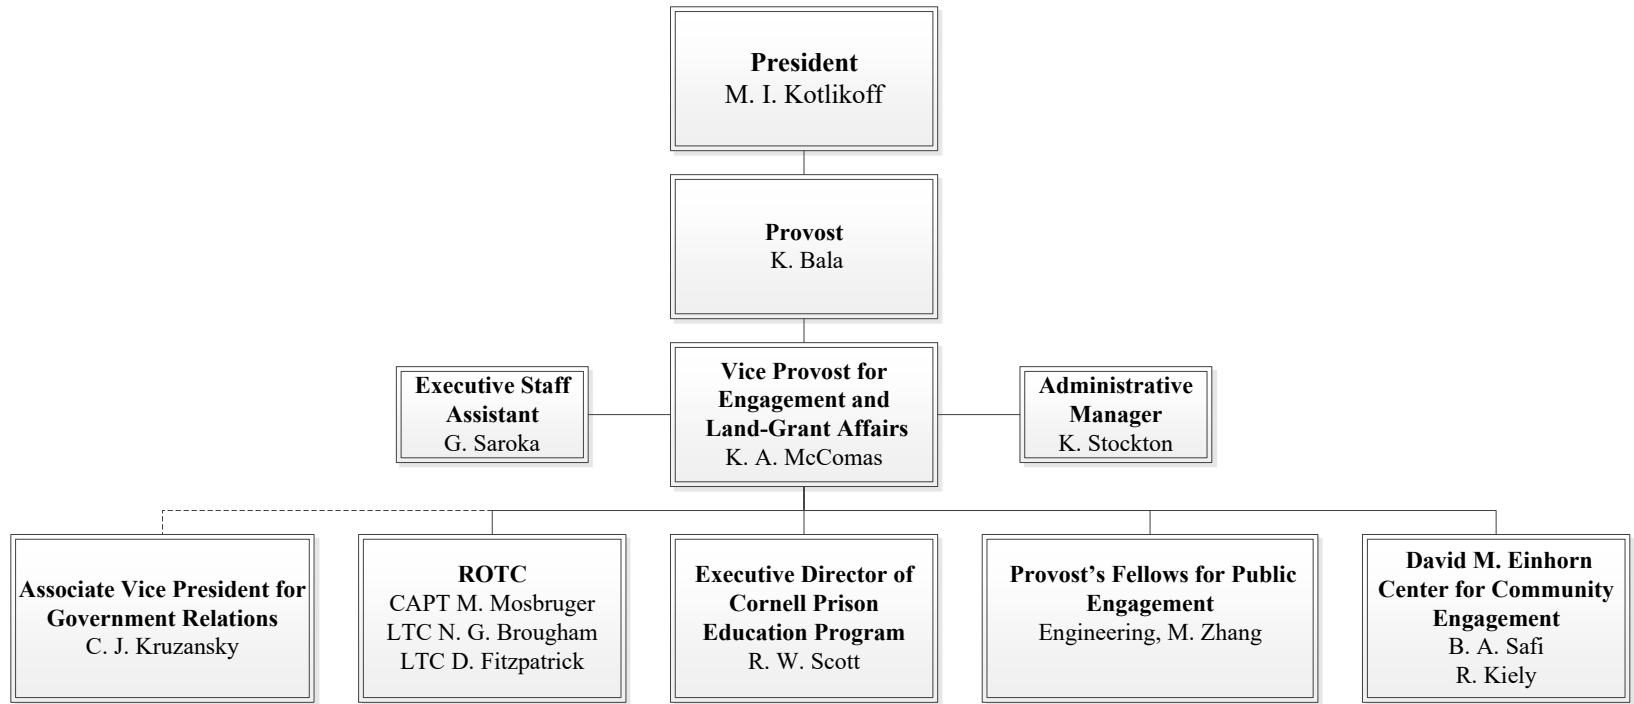 President
M. I. Kotlikoff
Provost
K. Bala
Executive Staff
Assistant
G. Saroka
Vice Provost for
Engagement and
Land-Grant Affairs
K. A. McComas
Administrative
Manager
K. Stockton
Associate Vice President for
Government Relations
C. J. Kruzansky
ROTC
CAPT M. Mosbruger
LTC N. G. Brougham
LTC D. Fitzpatrick
Executive Director of
Cornell Prison
Education Program
R. W. Scott
Provost’s Fellows for Public
Engagement
Engineering, M. Zhang
David M. Einhorn
Center for Community
Engagement
B. A. Safi
R. Kiely